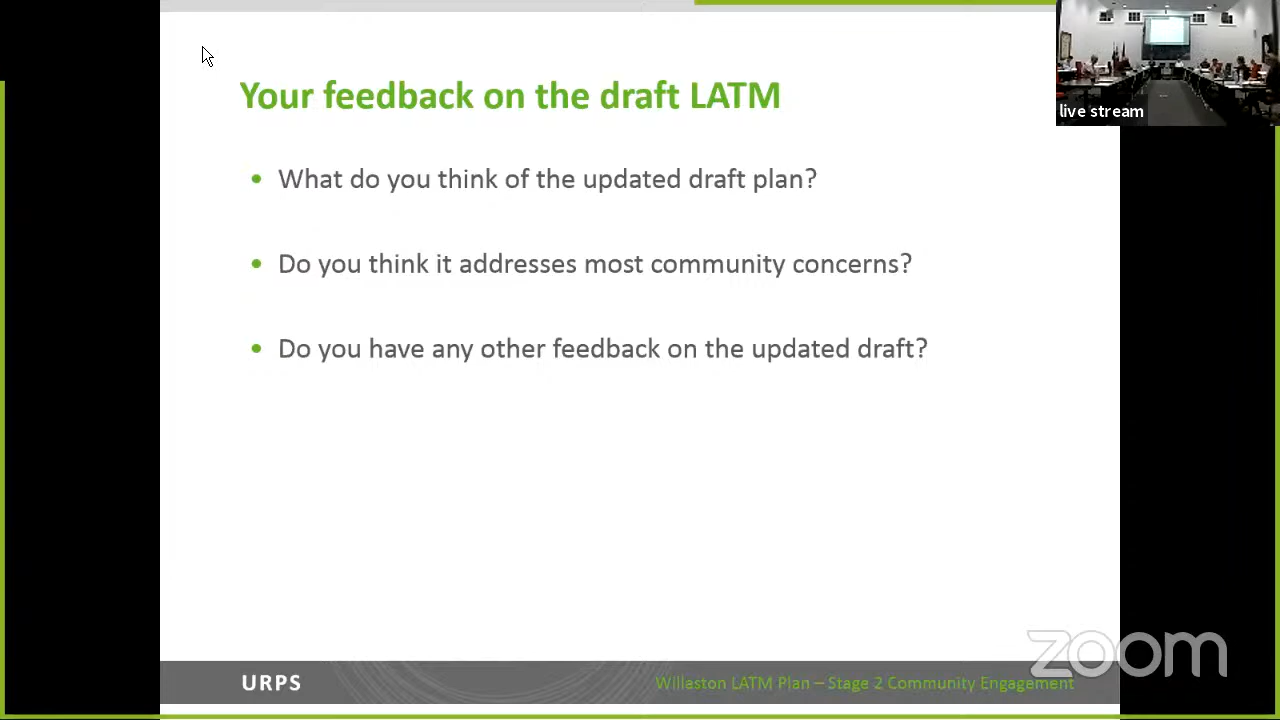 Your feedback on the draft LATM
live stream
• What do you think of the updated draft plan?
• Do you think it addresses most community concerns?
• Do you have any other feedback on the updated draft?
zoom
URPS
Willaston LATM Plan – Stage 2 Community Engagement